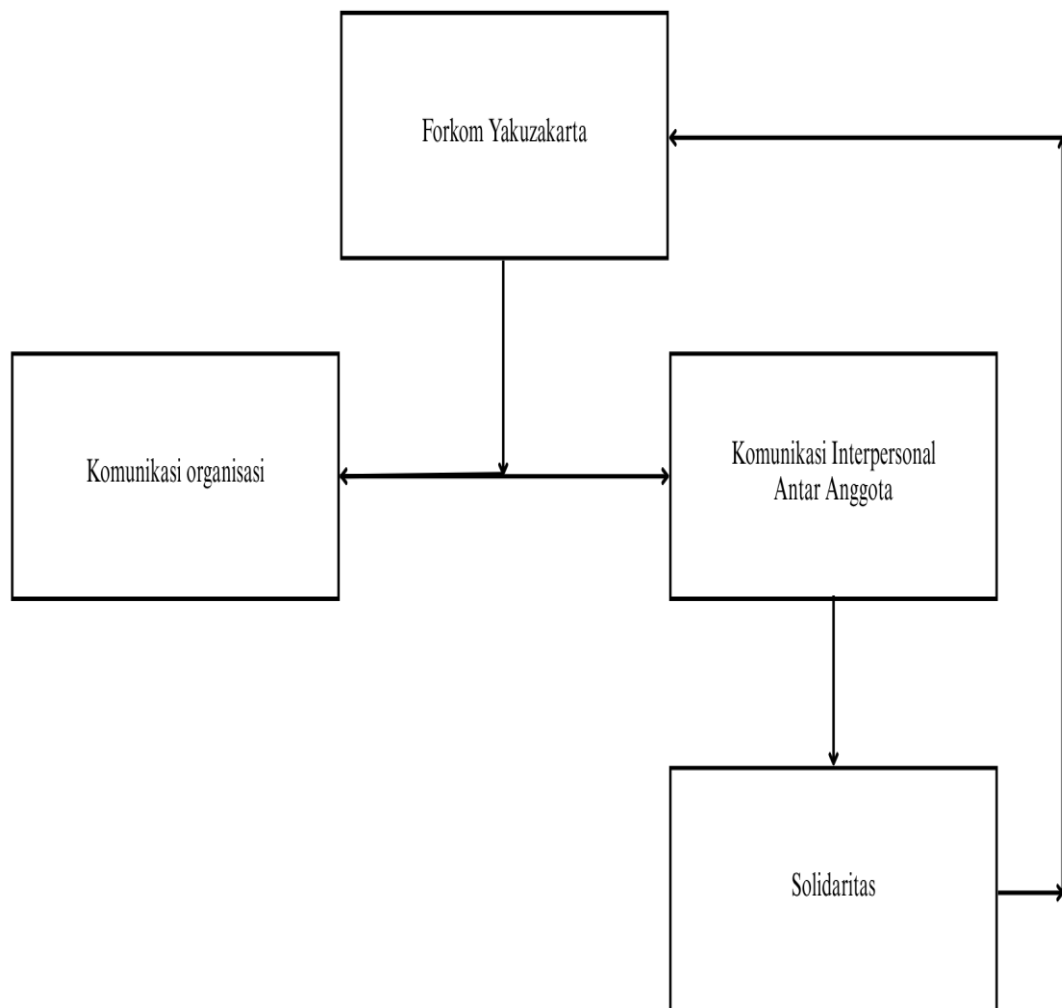 Forkom Yakuzakarta
Komunikasi organisasi
Komunikasi Interpersonal
Antar Anggota
Solidaritas